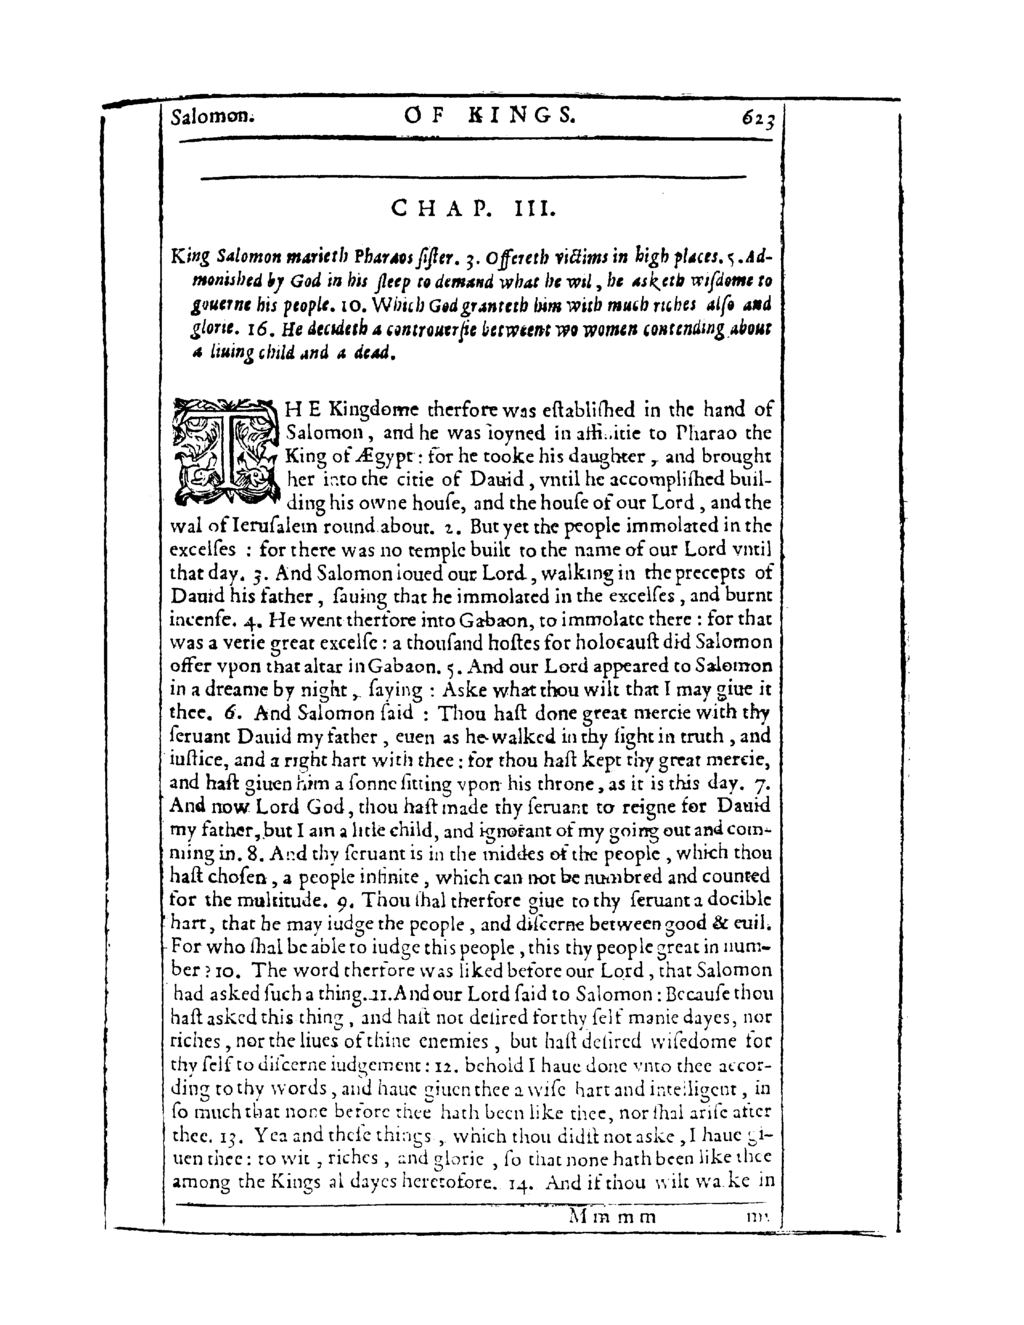 Salomon. OF KINGS. 623
CHAP. III.
King Salomon marieth Pharaos ſiſter. 3. Offereth victims in high places. 5. Ad-
monished by God in his ſleep to demand what he wil, he asketh wiſdome to
gouerne his people. 10. Which God granteth him with much riches alſo and
glorie. 16. He decideth a controuerſie betweene two women contending about
a liuing child and a dead.
THE Kingdome therfore was eſtabliſhed in the hand of
Salomon, and he was ioyned in affinitie to Pharao the
King of Ægypt: for he tooke his daughter, and brought
her into the citie of Dauid, vntil he accompliſhed buil-
ding his owne houſe, and the houſe of our Lord, and the
wal of Ieruſalem round about. 2. But yet the people immolated in the
excelſes : for there was no temple built to the name of our Lord vntil
that day. 3. And Salomon loued our Lord, walking in the precepts of
Dauid his father, ſauing that he immolated in the excelſes, and burnt
incenſe. 4. He went therfore into Gabaon, to immolate there : for that
was a verie great excelſe : a thouſand hoſtes for holocauſt did Salomon
offer vpon that altar in Gabaon. 5. And our Lord appeared to Salomon
in a dreame by night, ſaying : Aske what thou wilt that I may giue it
thee. 6. And Salomon ſaid : Thou haſt done great mercie with thy
ſeruant Dauid my father, euen as he walked in thy ſight in truth, and
iuſtice, and a right hart with thee : for thou haſt kept thy great mercie,
and haſt giuen him a ſonne ſitting vpon his throne, as it is this day. 7.
And now Lord God, thou haſt made thy ſeruant to reigne for Dauid
my father, but I am a litle child, and ignorant of my going out and com-
ming in. 8. And thy ſeruant is in the middes of the people, which thou
haſt choſen, a people infinite, which can not be numbred and counted
for the multitude. 9. Thou ſhal therfore giue to thy ſeruant a docible
hart, that he may iudge the people, and diſcerne between good & euil.
For who ſhal be able to iudge this people, this thy people great in num-
ber? 10. The word therfore was liked before our Lord, that Salomon
had asked ſuch a thing. 11. And our Lord ſaid to Salomon : Becauſe thou
haſt asked this thing, and haſt not deſired for thy ſelf manie dayes, nor
riches, nor the liues of thine enemies, but haſt deſired wiſedome for
thy ſelf to diſcerne iudgement : 12. behold I haue done vnto thee accor-
ding to thy words, and haue giuen thee a wiſe hart and intelligent, in
ſo much that none before thee hath been like thee, nor ſhal ariſe after
thee. 13. Yea and theſe things, which thou didſt not aske, I haue gi-
uen thee : to wit, riches, and glorie, ſo that none hath been like thee
among the Kings al dayes heretofore. 14. And if thou wilt walke in
Mmmm my